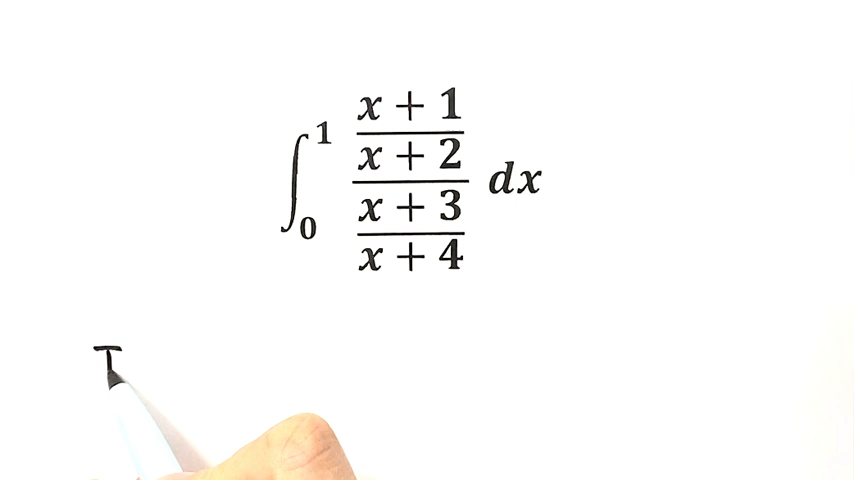 ∫₀¹ ((x + 1)/(x + 2))/((x + 3)/(x + 4)) dx
I